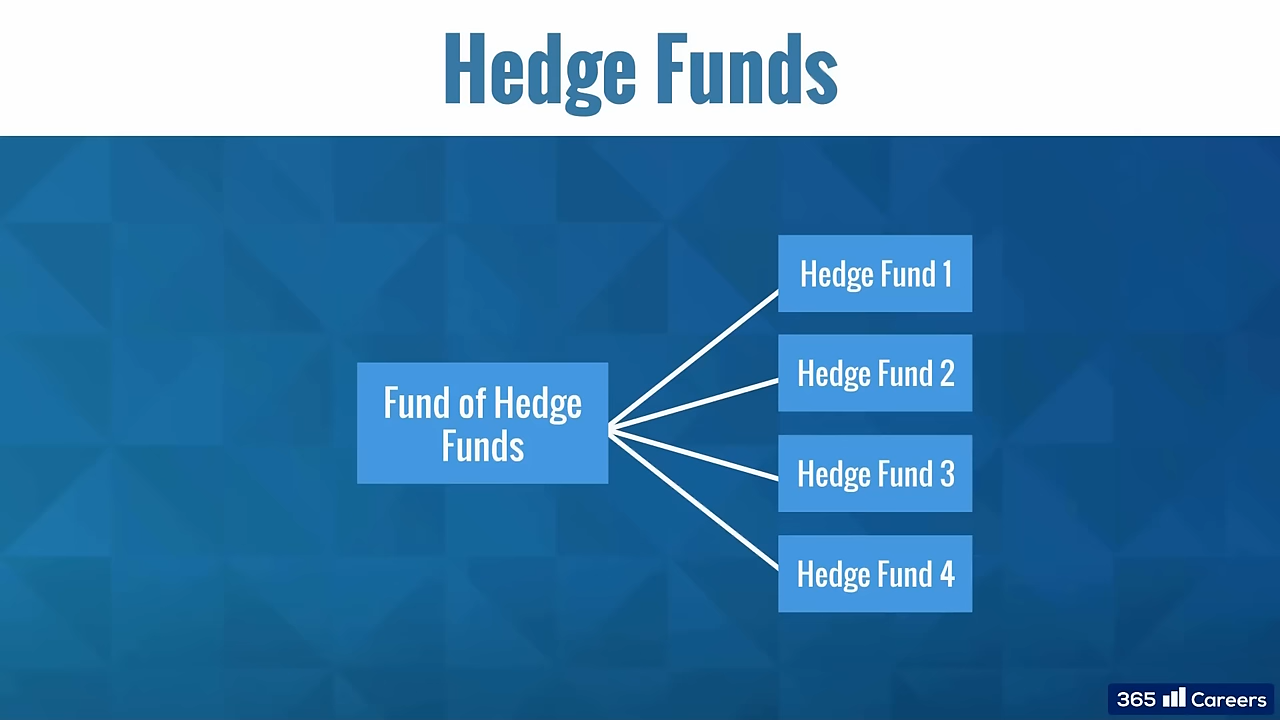 Hedge Funds
Hedge Fund 1
Hedge Fund 2
Fund of Hedge
Funds
Hedge Fund 3
Hedge Fund 4
365 Careers